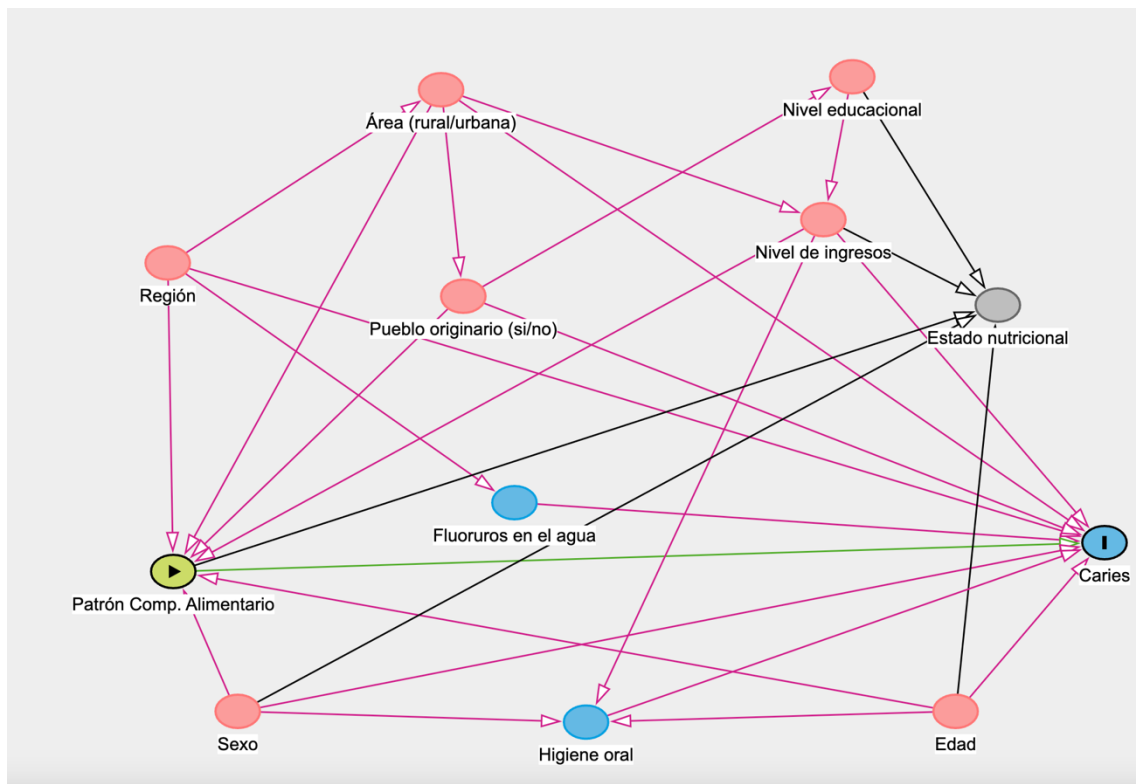 Área (rural/urbana)
Nivel educacional
Nivel de ingresos
Región
Pueblo originario (si/no)
Estado nutricional
Fluoruros en el agua
Caries
Patrón Comp. Alimentario
Sexo
Higiene oral
Edad